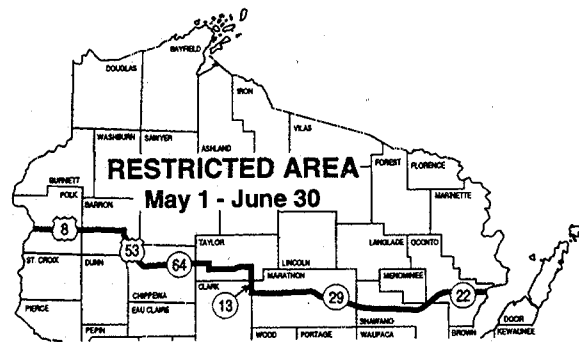 BAYFIELD
DOUGLAS
IRON
VILAS
WASHBURN
SAWYER
ASHLAND
FOREST
FLORENCE
RESTRICTED AREA
May 1 - June 30
BURNETT
POLK
BARRON
MARINETTE
8
53
64
TAYLOR
LINCOLN
LANGLADE
OCONTO
ST. CROIX
DUNN
CLARK
MARATHON
MENOMINEE
CHIPPEWA
13
29
22
PIERCE
EAU CLAIRE
SHAWANO
DOOR
PEPIN
WOOD
PORTAGE
WAUPACA
BROWN
KEWAUNEE